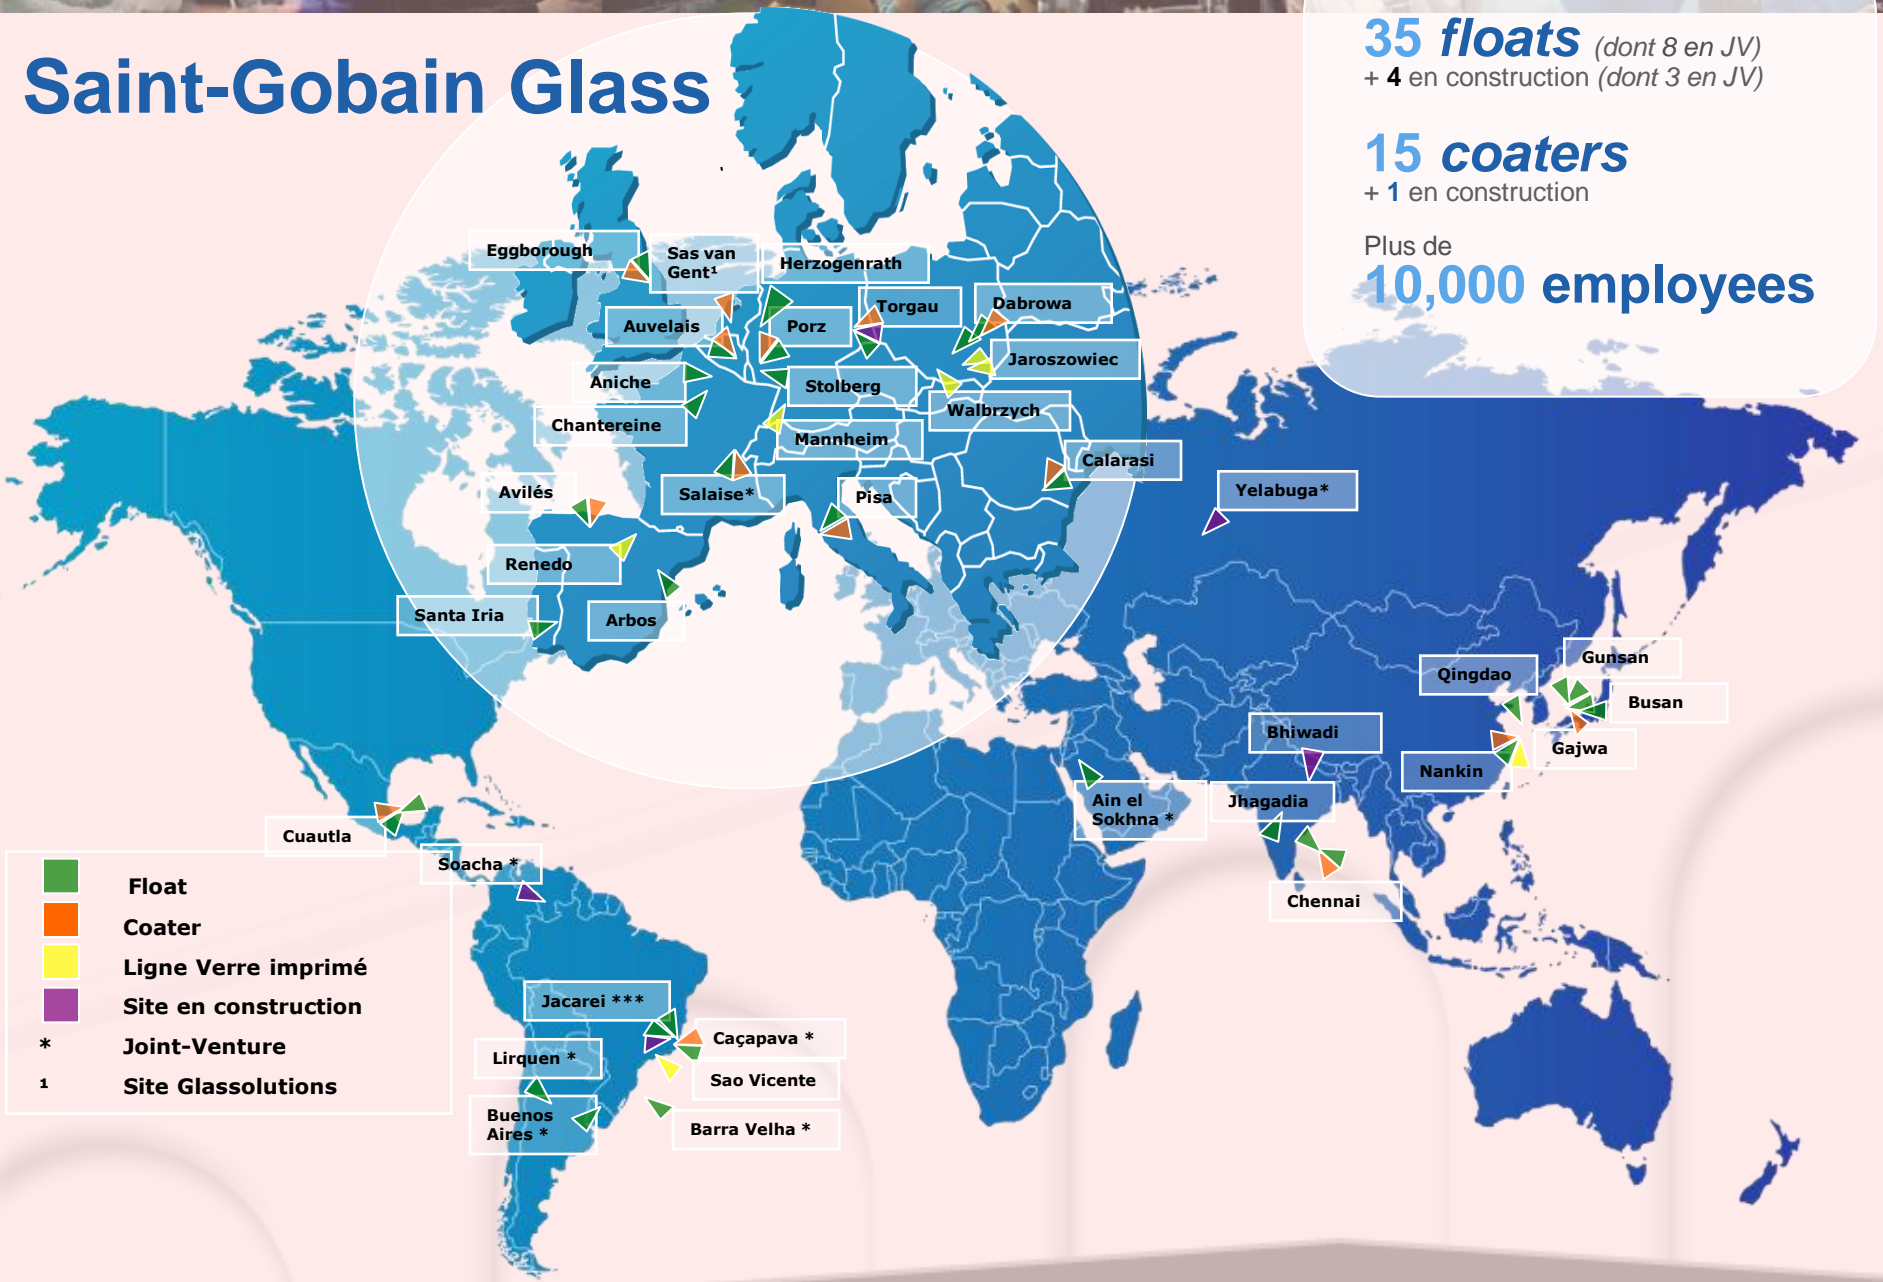 Saint-Gobain Glass
35 floats (dont 8 en JV)
+ 4 en construction (dont 3 en JV)
15 coaters
+ 1 en construction
Plus de
10,000 employees
Eggborough
Sas van
Gent¹
Herzogenrath
Auvelais
Porz
Torgau
Dabrowa
Aniche
Stolberg
Jaroszowiec
Chantereine
Mannheim
Walbrzych
Avilés
Salaise*
Pisa
Calarasi
Yelabuga*
Renedo
Santa Iria
Arbos
Qingdao
Gunsan
Busan
Gajwa
Nankin
Bhiwadi
Ain el
Sokhna *
Jhagadia
Chennai
Cuautla
Soacha *
Jacarei ***
Caçapava *
Lirquen *
Sao Vicente
Buenos
Aires *
Barra Velha *
Float
Coater
Ligne Verre imprimé
Site en construction
* Joint-Venture
¹ Site Glassolutions